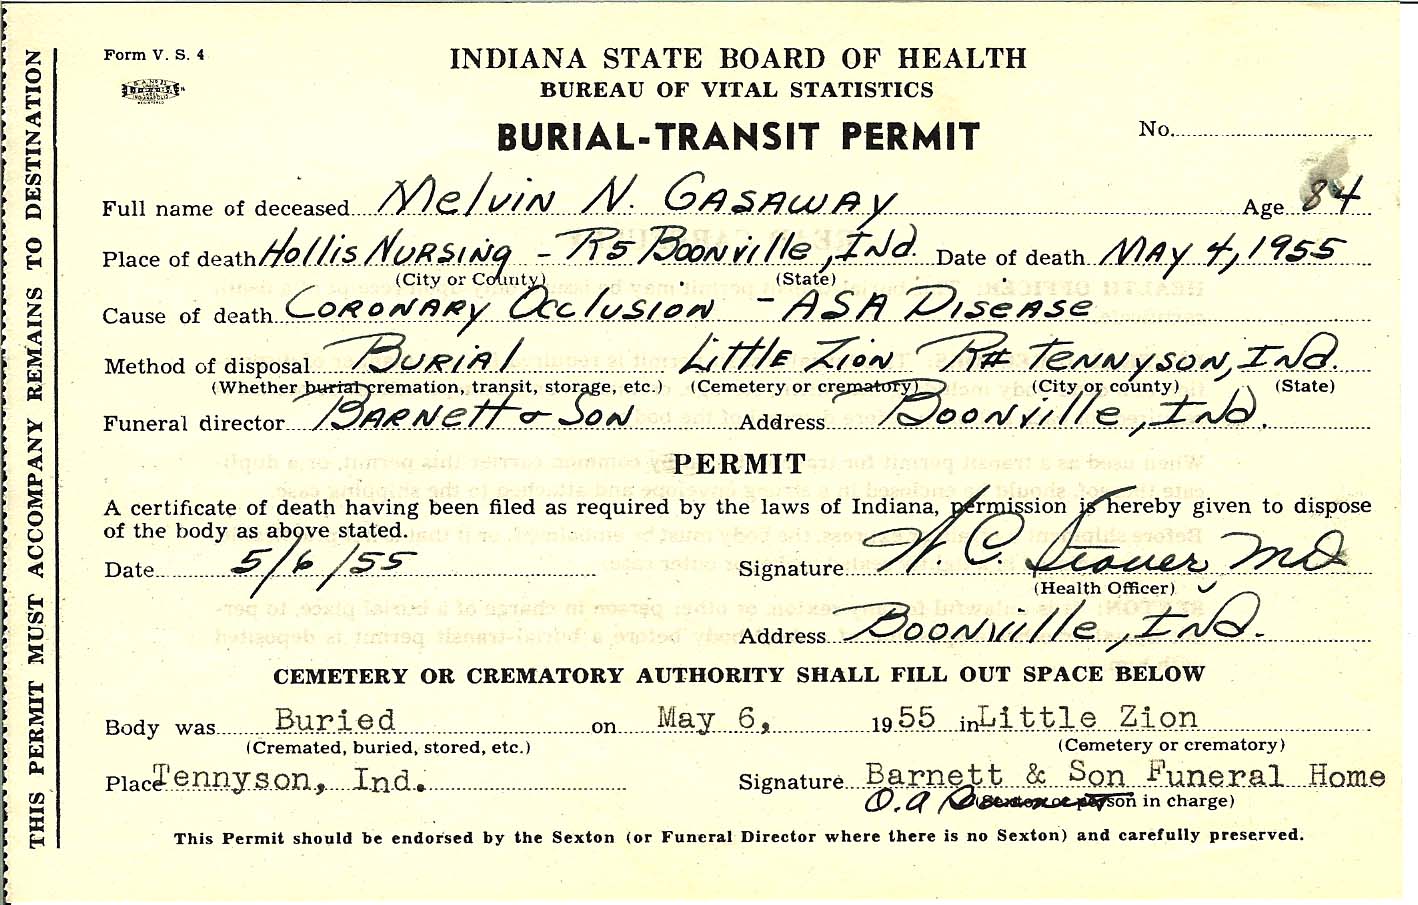 Form V. S. 4
INDIANA STATE BOARD OF HEALTH
BUREAU OF VITAL STATISTICS
BURIAL-TRANSIT PERMIT
No.
Full name of deceased Melvin N. Gasaway Age 84
Place of death Hollis Nursing - R5 Boonville, Ind. Date of death May 4, 1955
(City or County) (State)
Cause of death Coronary Occlusion - ASA Disease
Method of disposal Burial Little Zion R# Tennyson, Ind.
(Whether burial cremation, transit, storage, etc.) (Cemetery or crematory) (City or county) (State)
Funeral director Barnett & Son Address Boonville, Ind.
PERMIT
A certificate of death having been filed as required by the laws of Indiana, permission is hereby given to dispose
of the body as above stated.
Date 5/6/55 Signature C. Stover MD
(Health Officer)
Address Boonville, Ind.
CEMETERY OR CREMATORY AUTHORITY SHALL FILL OUT SPACE BELOW
Body was Buried on May 6, 1955 in Little Zion
(Cremated, buried, stored, etc.) (Cemetery or crematory)
Place Tennyson, Ind. Signature Barnett & Son Funeral Home
O.A. (Sexton or person in charge)
This Permit should be endorsed by the Sexton (or Funeral Director where there is no Sexton) and carefully preserved.
THIS PERMIT MUST ACCOMPANY REMAINS TO DESTINATION